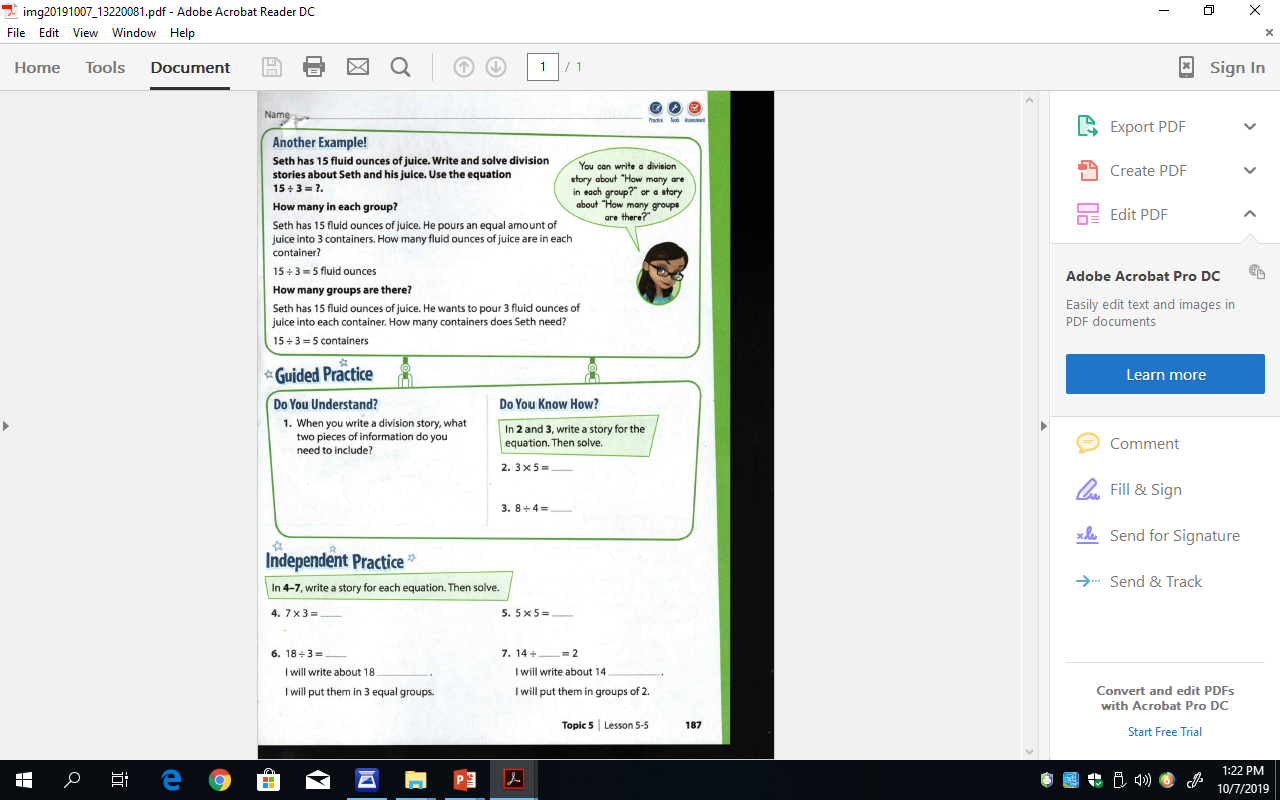 img20191007_13220081.pdf - Adobe Acrobat Reader DC
File Edit View Window Help
Home Tools Document 1 / 1 Sign In
Name
Practice Tools Assessment
Another Example!
Seth has 15 fluid ounces of juice. Write and solve division
stories about Seth and his juice. Use the equation
15 ÷ 3 = ?.
How many in each group?
Seth has 15 fluid ounces of juice. He pours an equal amount of
juice into 3 containers. How many fluid ounces of juice are in each
container?
15 ÷ 3 = 5 fluid ounces
How many groups are there?
Seth has 15 fluid ounces of juice. He wants to pour 3 fluid ounces of
juice into each container. How many containers does Seth need?
15 ÷ 3 = 5 containers
You can write a division
story about "How many are
in each group?" or a story
about "How many groups
are there?"
Guided Practice
Do You Understand?
1. When you write a division story, what
two pieces of information do you
need to include?
Do You Know How?
In 2 and 3, write a story for the
equation. Then solve.
2. 3 × 5 = ____
3. 8 ÷ 4 = ____
Independent Practice
In 4–7, write a story for each equation. Then solve.
4. 7 × 3 = ____
5. 5 × 5 = ____
6. 18 ÷ 3 = ____
I will write about 18 __________ .
I will put them in 3 equal groups.
7. 14 ÷ ____ = 2
I will write about 14 __________ .
I will put them in groups of 2.
Topic 5 | Lesson 5-5 187
Export PDF
Create PDF
Edit PDF
Adobe Acrobat Pro DC
Easily edit text and images in
PDF documents
Learn more
Comment
Fill & Sign
Send for Signature
Send & Track
Convert and edit PDFs
with Acrobat Pro DC
Start Free Trial
1:22 PM
10/7/2019